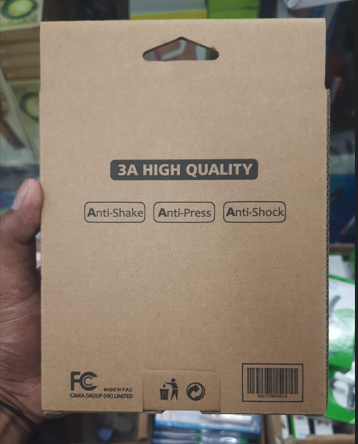 3A HIGH QUALITY
Anti-Shake Anti-Press Anti-Shock
FC MADE IN P.R.C
CANIA GROUP (HK) LIMITED